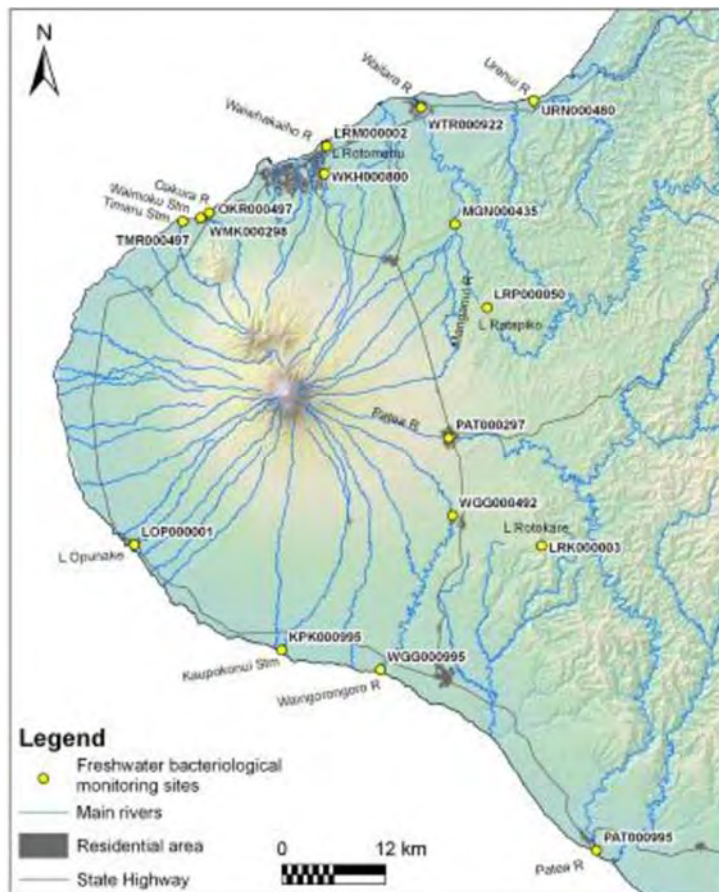 N
Waitara R
Urenui R
URN000480
WTR000922
Waiwhakaiho R
LRM000002
L Rotomanu
WKH000800
Oakura R
OKR000497
Waimoku Stm
Timaru Stm
WMK000298
TMR000497
MGN000435
LRP000050
L Ratapiko
Manganui R
Patea R
PAT000297
WGG000492
L Rotokare
LRK000003
LOP000001
L Opunake
KPK000995
Kaupokonui Stm
WGG000995
Waingongoro R
PAT000995
Patea R
Legend
Freshwater bacteriological
monitoring sites
Main rivers
Residential area
State Highway
0 12 km